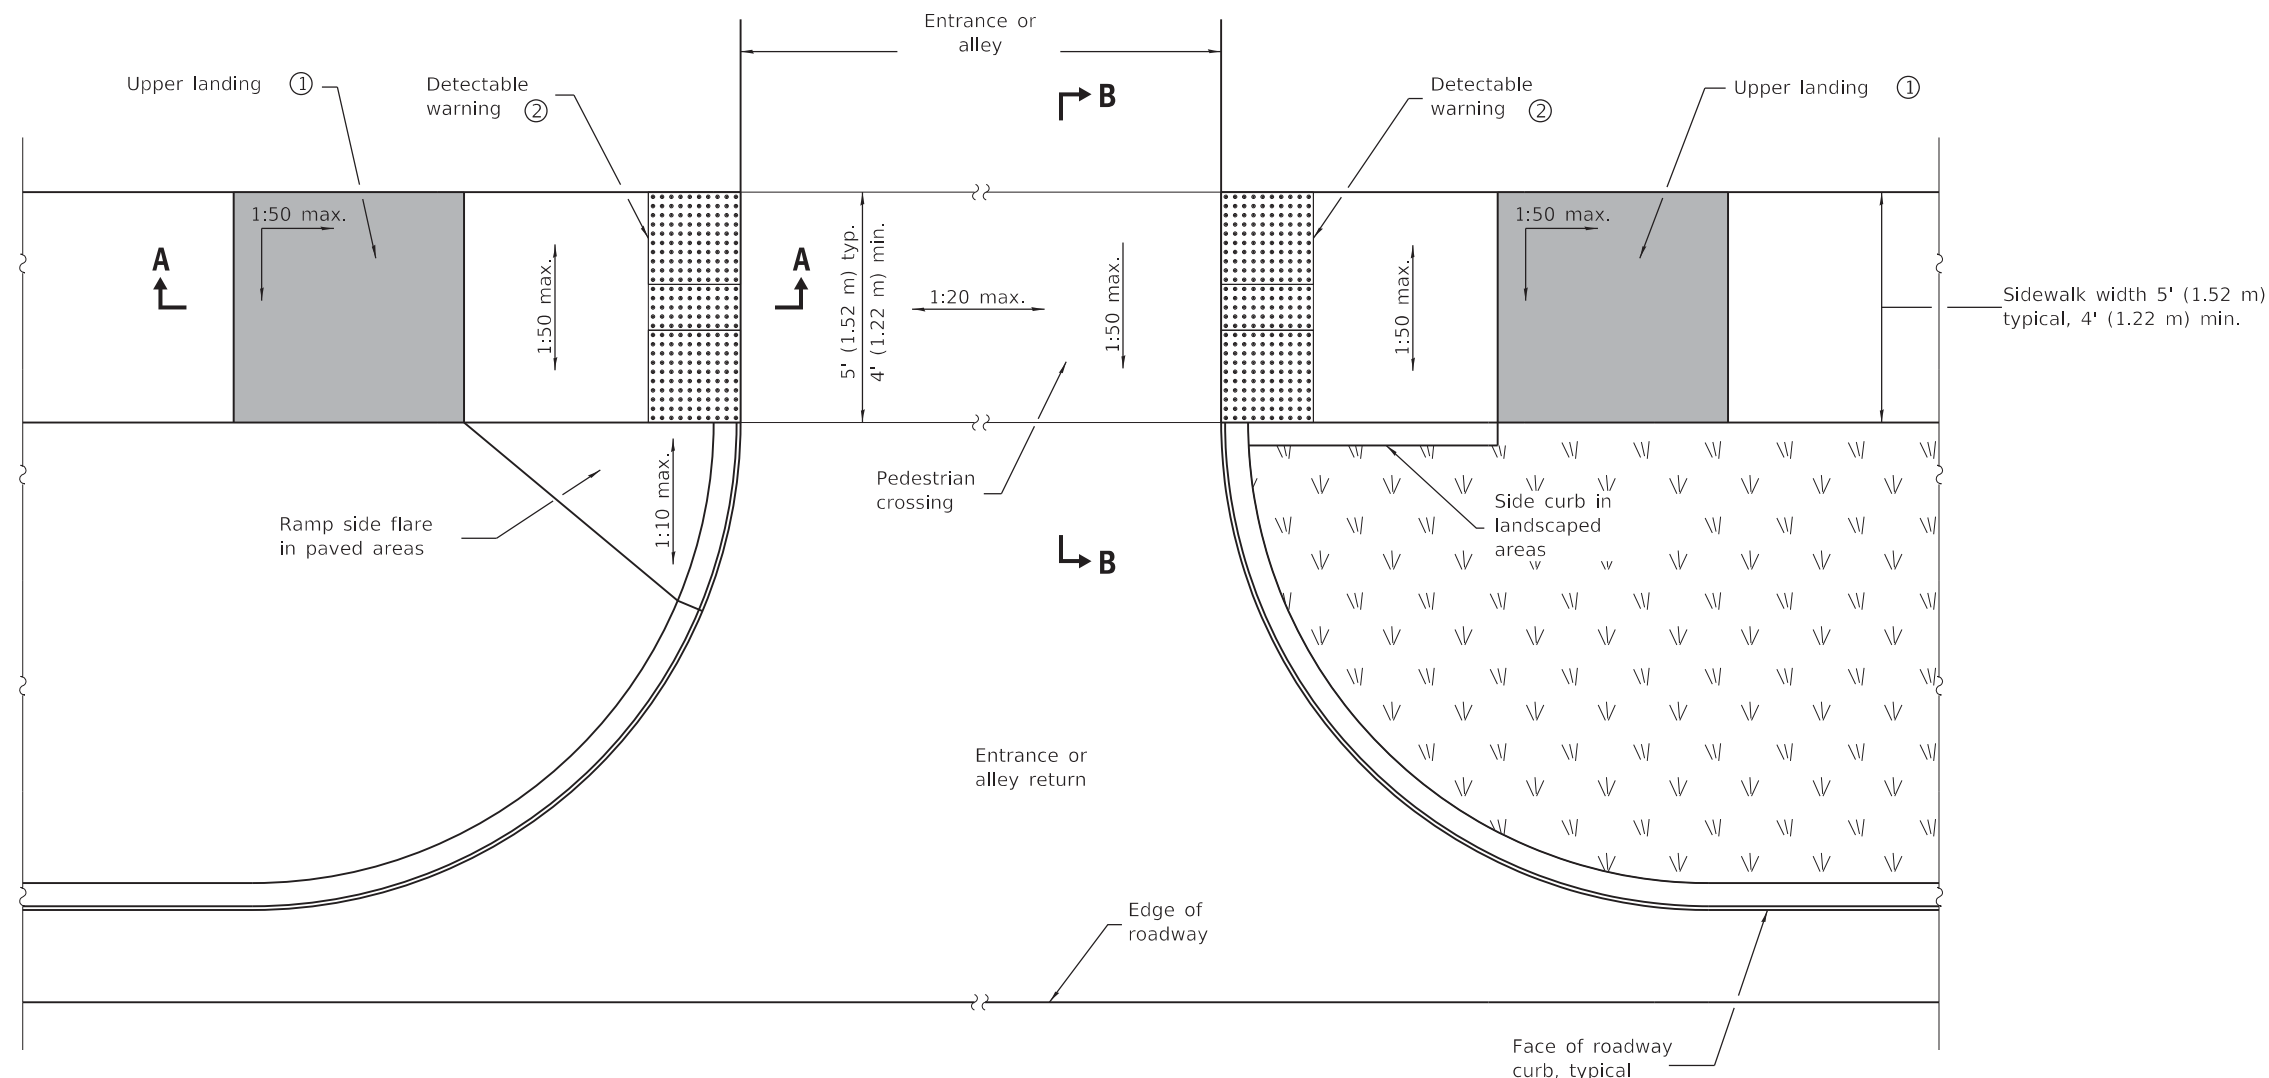 Entrance or
alley
Upper landing ①
Detectable
warning ②
B
Detectable
warning ②
Upper landing ①
1:50 max.
A
1:50 max.
A
5' (1.52 m) typ.
4' (1.22 m) min.
1:20 max.
1:50 max.
1:50 max.
1:50 max.
Sidewalk width 5' (1.52 m)
typical, 4' (1.22 m) min.
Ramp side flare
in paved areas
1:10 max.
Pedestrian
crossing
B
Side curb in
landscaped
areas
Entrance or
alley return
Edge of
roadway
Face of roadway
curb, typical